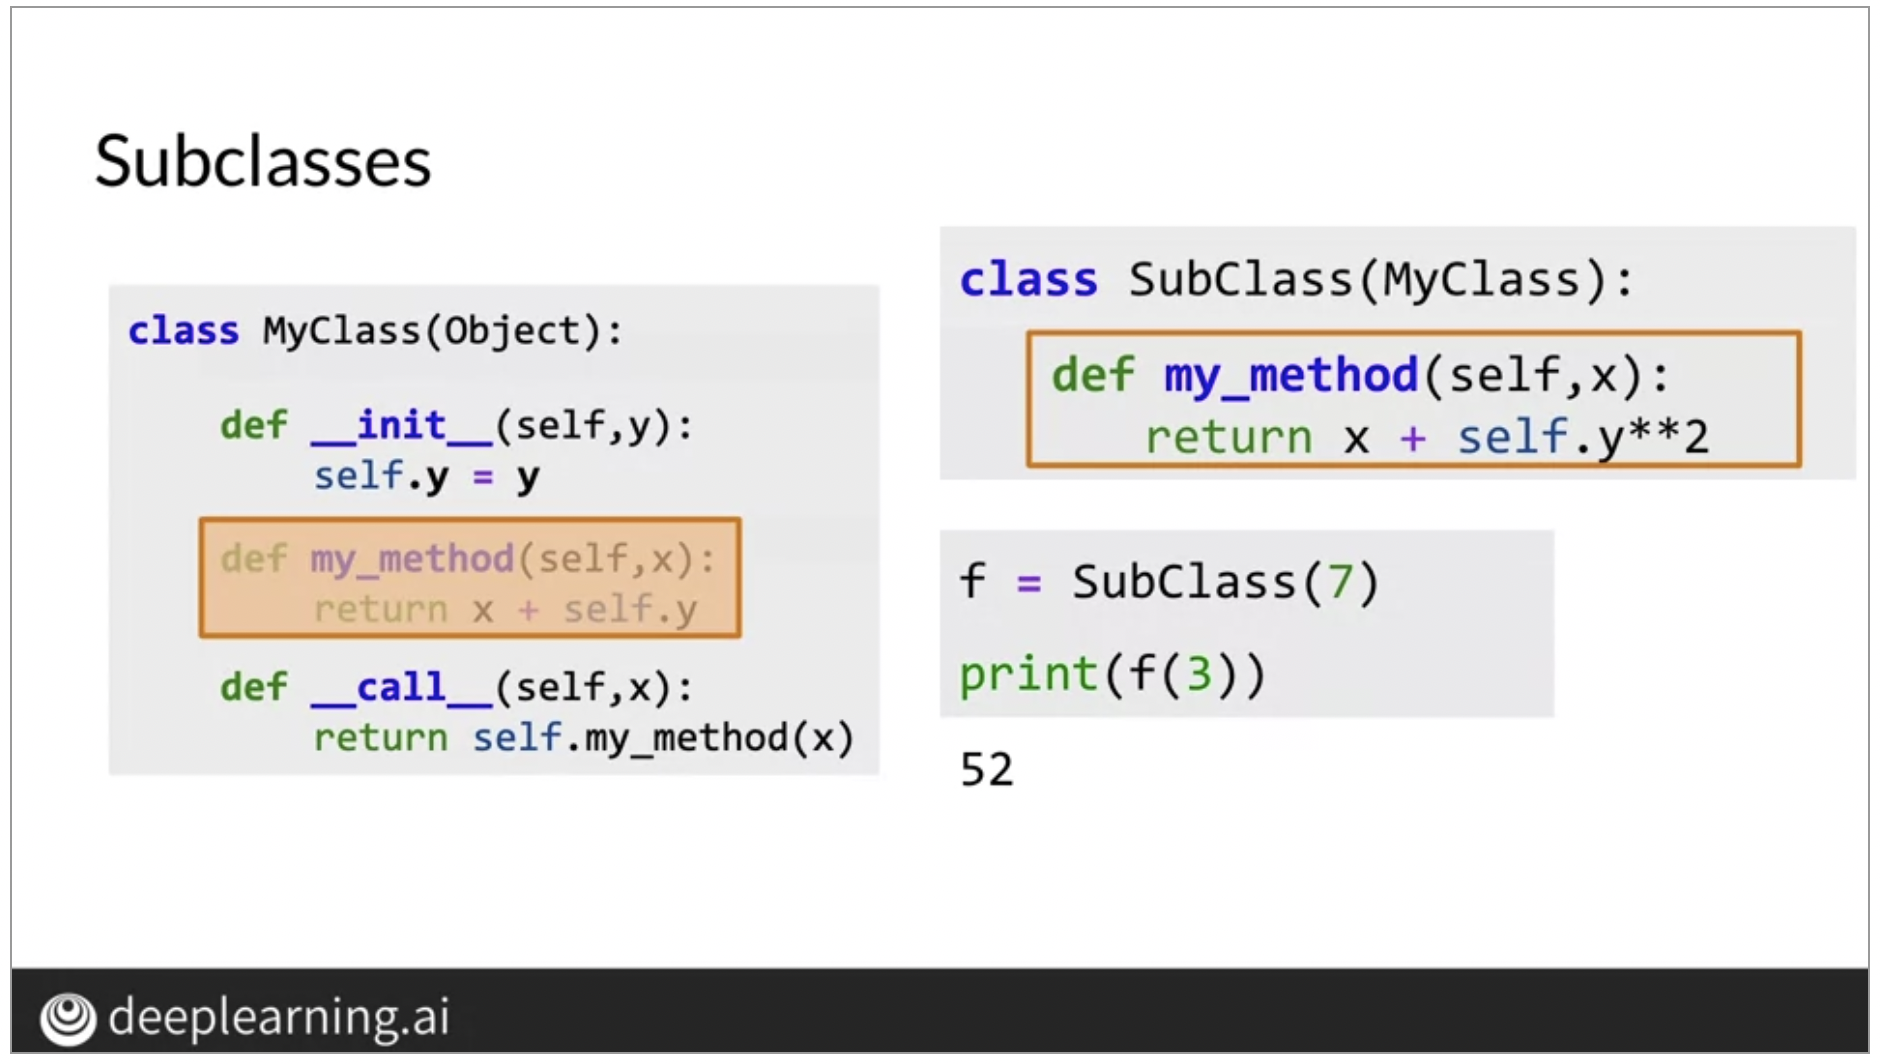 Subclasses
class MyClass(Object):
def __init__(self,y):
self.y = y
def my_method(self,x):
return x + self.y
def __call__(self,x):
return self.my_method(x)
class SubClass(MyClass):
def my_method(self,x):
return x + self.y**2
f = SubClass(7)
print(f(3))
52
deeplearning.ai